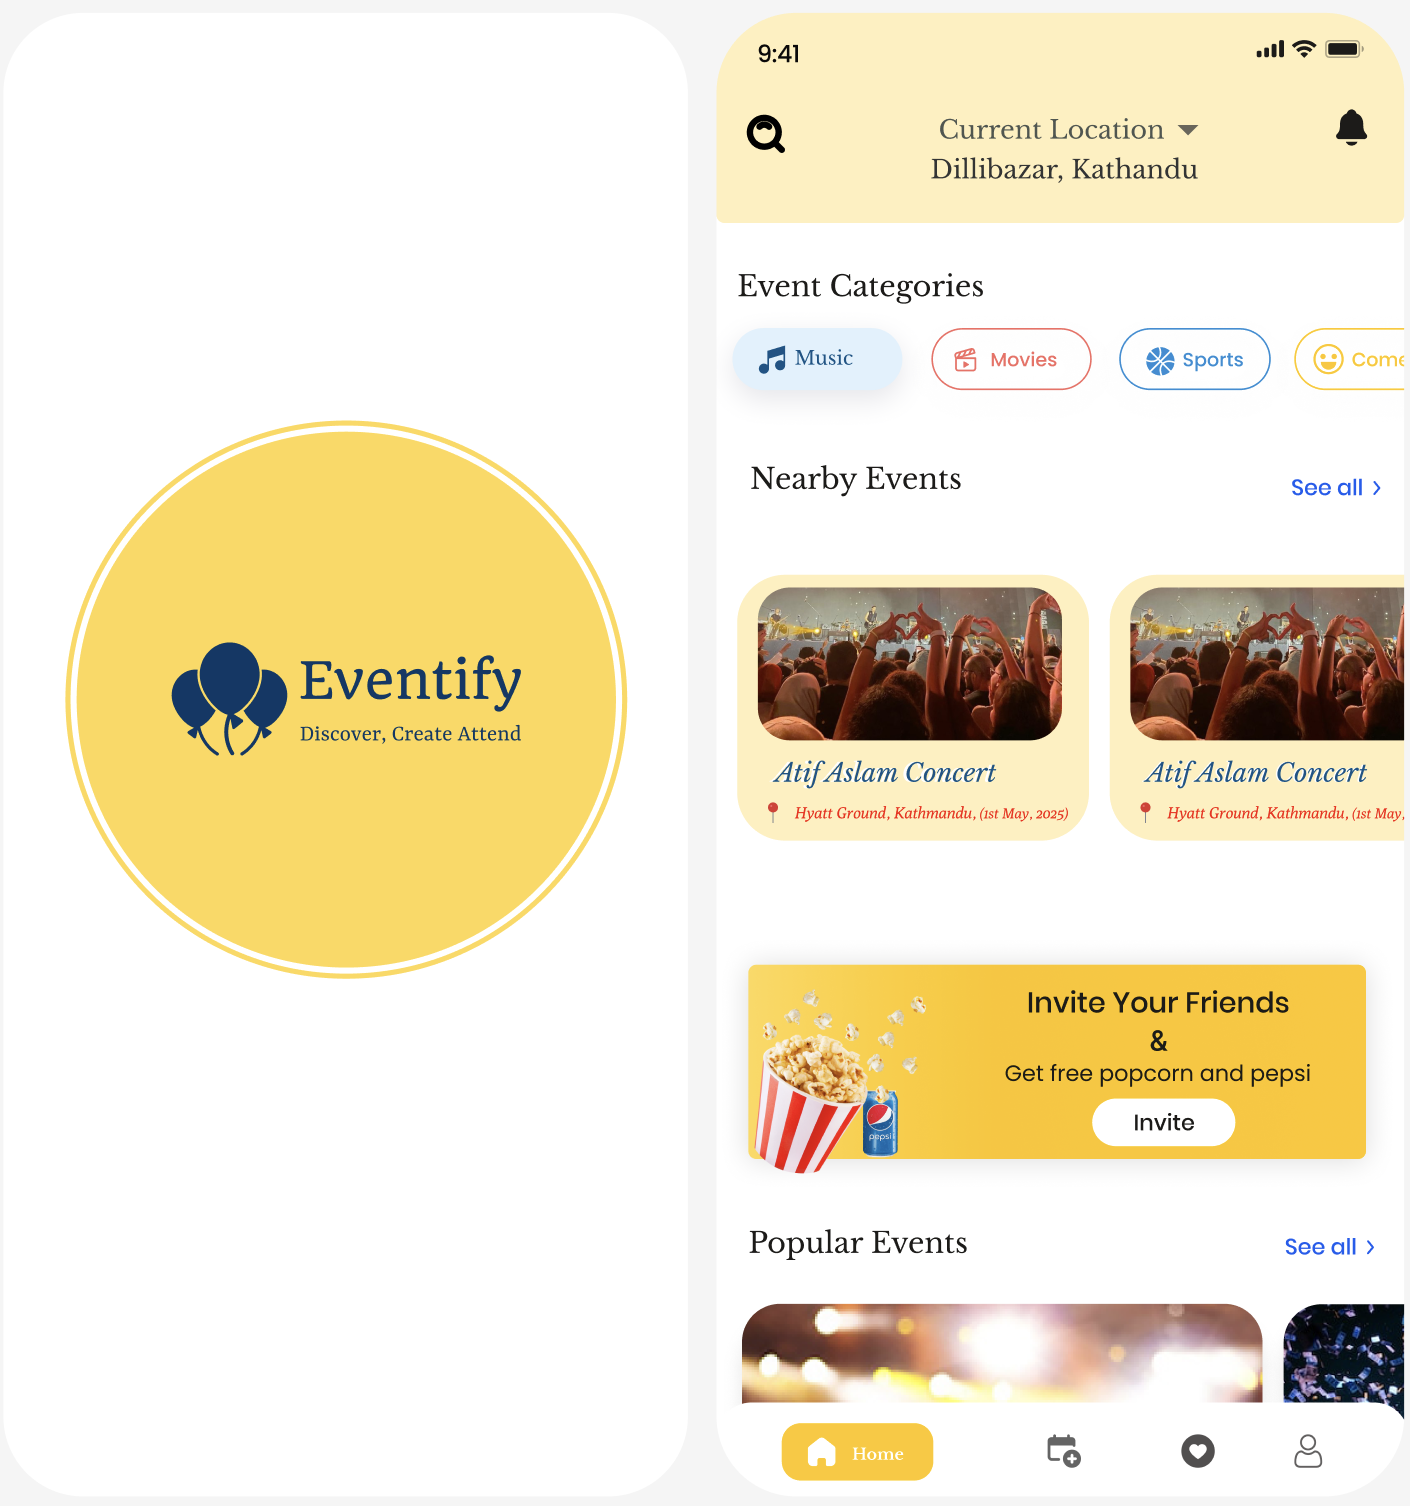 Eventify
Discover, Create Attend
9:41
Current Location
Dillibazar, Kathandu
Event Categories
Music
Movies
Sports
Come
Nearby Events
See all
Atif Aslam Concert
Hyatt Ground, Kathmandu, (1st May, 2025)
Atif Aslam Concert
Hyatt Ground, Kathmandu, (1st May,
Invite Your Friends
&
Get free popcorn and pepsi
Invite
pepsi
Popular Events
See all
Home